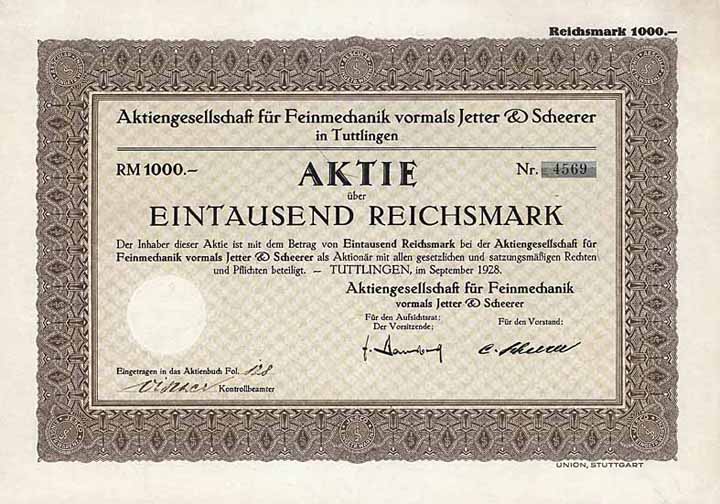 Reichsmark 1000.–
Aktiengesellschaft für Feinmechanik vormals Jetter & Scheerer
in Tuttlingen
RM 1000.– AKTIE Nr. 4569
über
EINTAUSEND REICHSMARK
Der Inhaber dieser Aktie ist mit dem Betrag von Eintausend Reichsmark bei der Aktiengesellschaft für
Feinmechanik vormals Jetter & Scheerer als Aktionär mit allen gesetzlichen und satzungsmäßigen Rechten
und Pflichten beteiligt. – TUTTLINGEN, im September 1928.
Aktiengesellschaft für Feinmechanik
vormals Jetter & Scheerer
Für den Aufsichtsrat: Für den Vorstand:
Der Vorsitzende:
C. Scheerer
Eingetragen in das Aktienbuch Fol. 128
Kontrollbeamter
UNION, STUTTGART